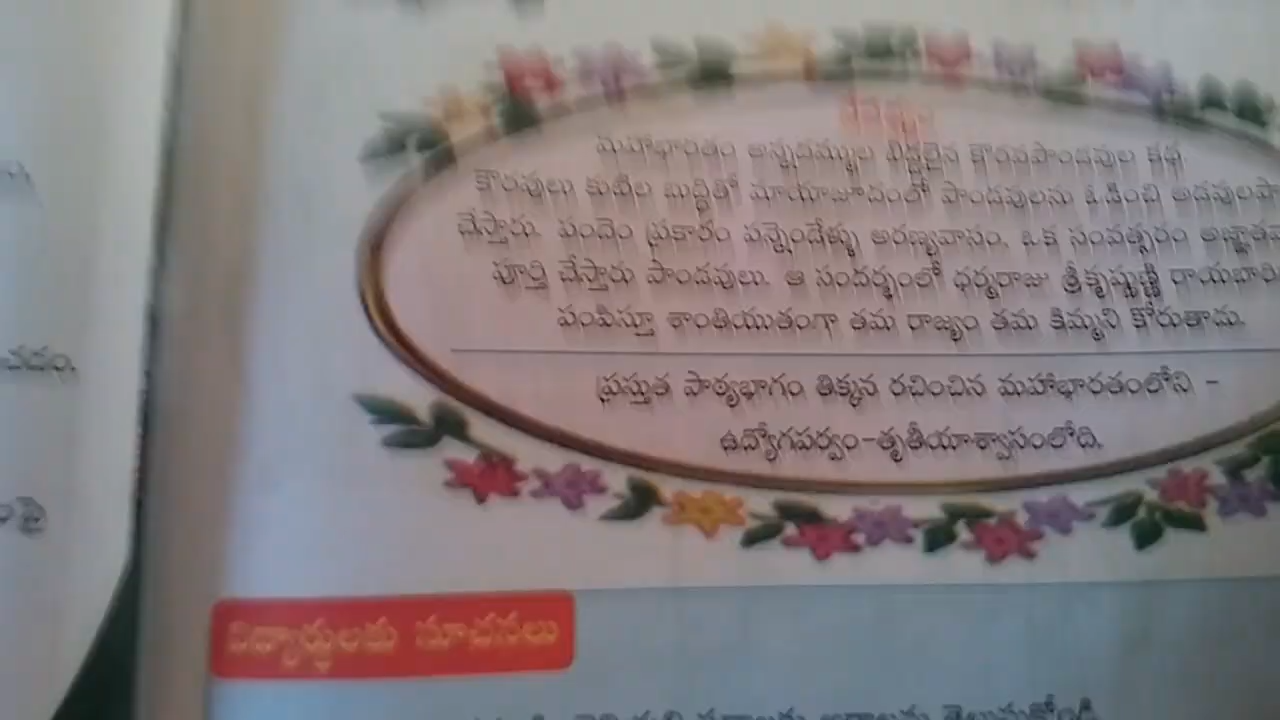 మహాభారతం అన్నదమ్ముల బిడ్డలైన కౌరవపాండవుల కథ.
కౌరవులు కుటిల బుద్ధితో మాయాజూదంలో పాండవులను ఓడించి అడవులపా
చేస్తారు. పందెం ప్రకారం పన్నెండేళ్ళు అరణ్యవాసం, ఒక సంవత్సరం అజ్ఞాతవ
పూర్తి చేస్తారు పాండవులు. ఆ సందర్భంలో ధర్మరాజు శ్రీకృష్ణుణ్ణి రాయబారి
పంపిస్తూ శాంతియుతంగా తమ రాజ్యం తమ కిమ్మని కోరుతాడు.
ప్రస్తుత పాఠ్యభాగం తిక్కన రచించిన మహాభారతంలోని -
ఉద్యోగపర్వం-తృతీయాశ్వాసంలోది.
విద్యార్థులకు సూచనలు